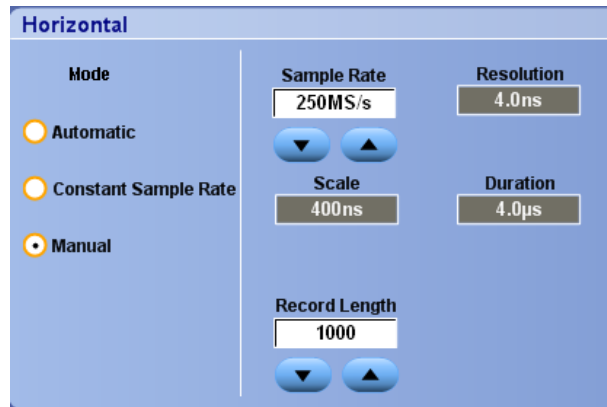 Horizontal
Mode
Automatic
Constant Sample Rate
Manual
Sample Rate
250MS/s
Resolution
4.0ns
Scale
400ns
Duration
4.0µs
Record Length
1000